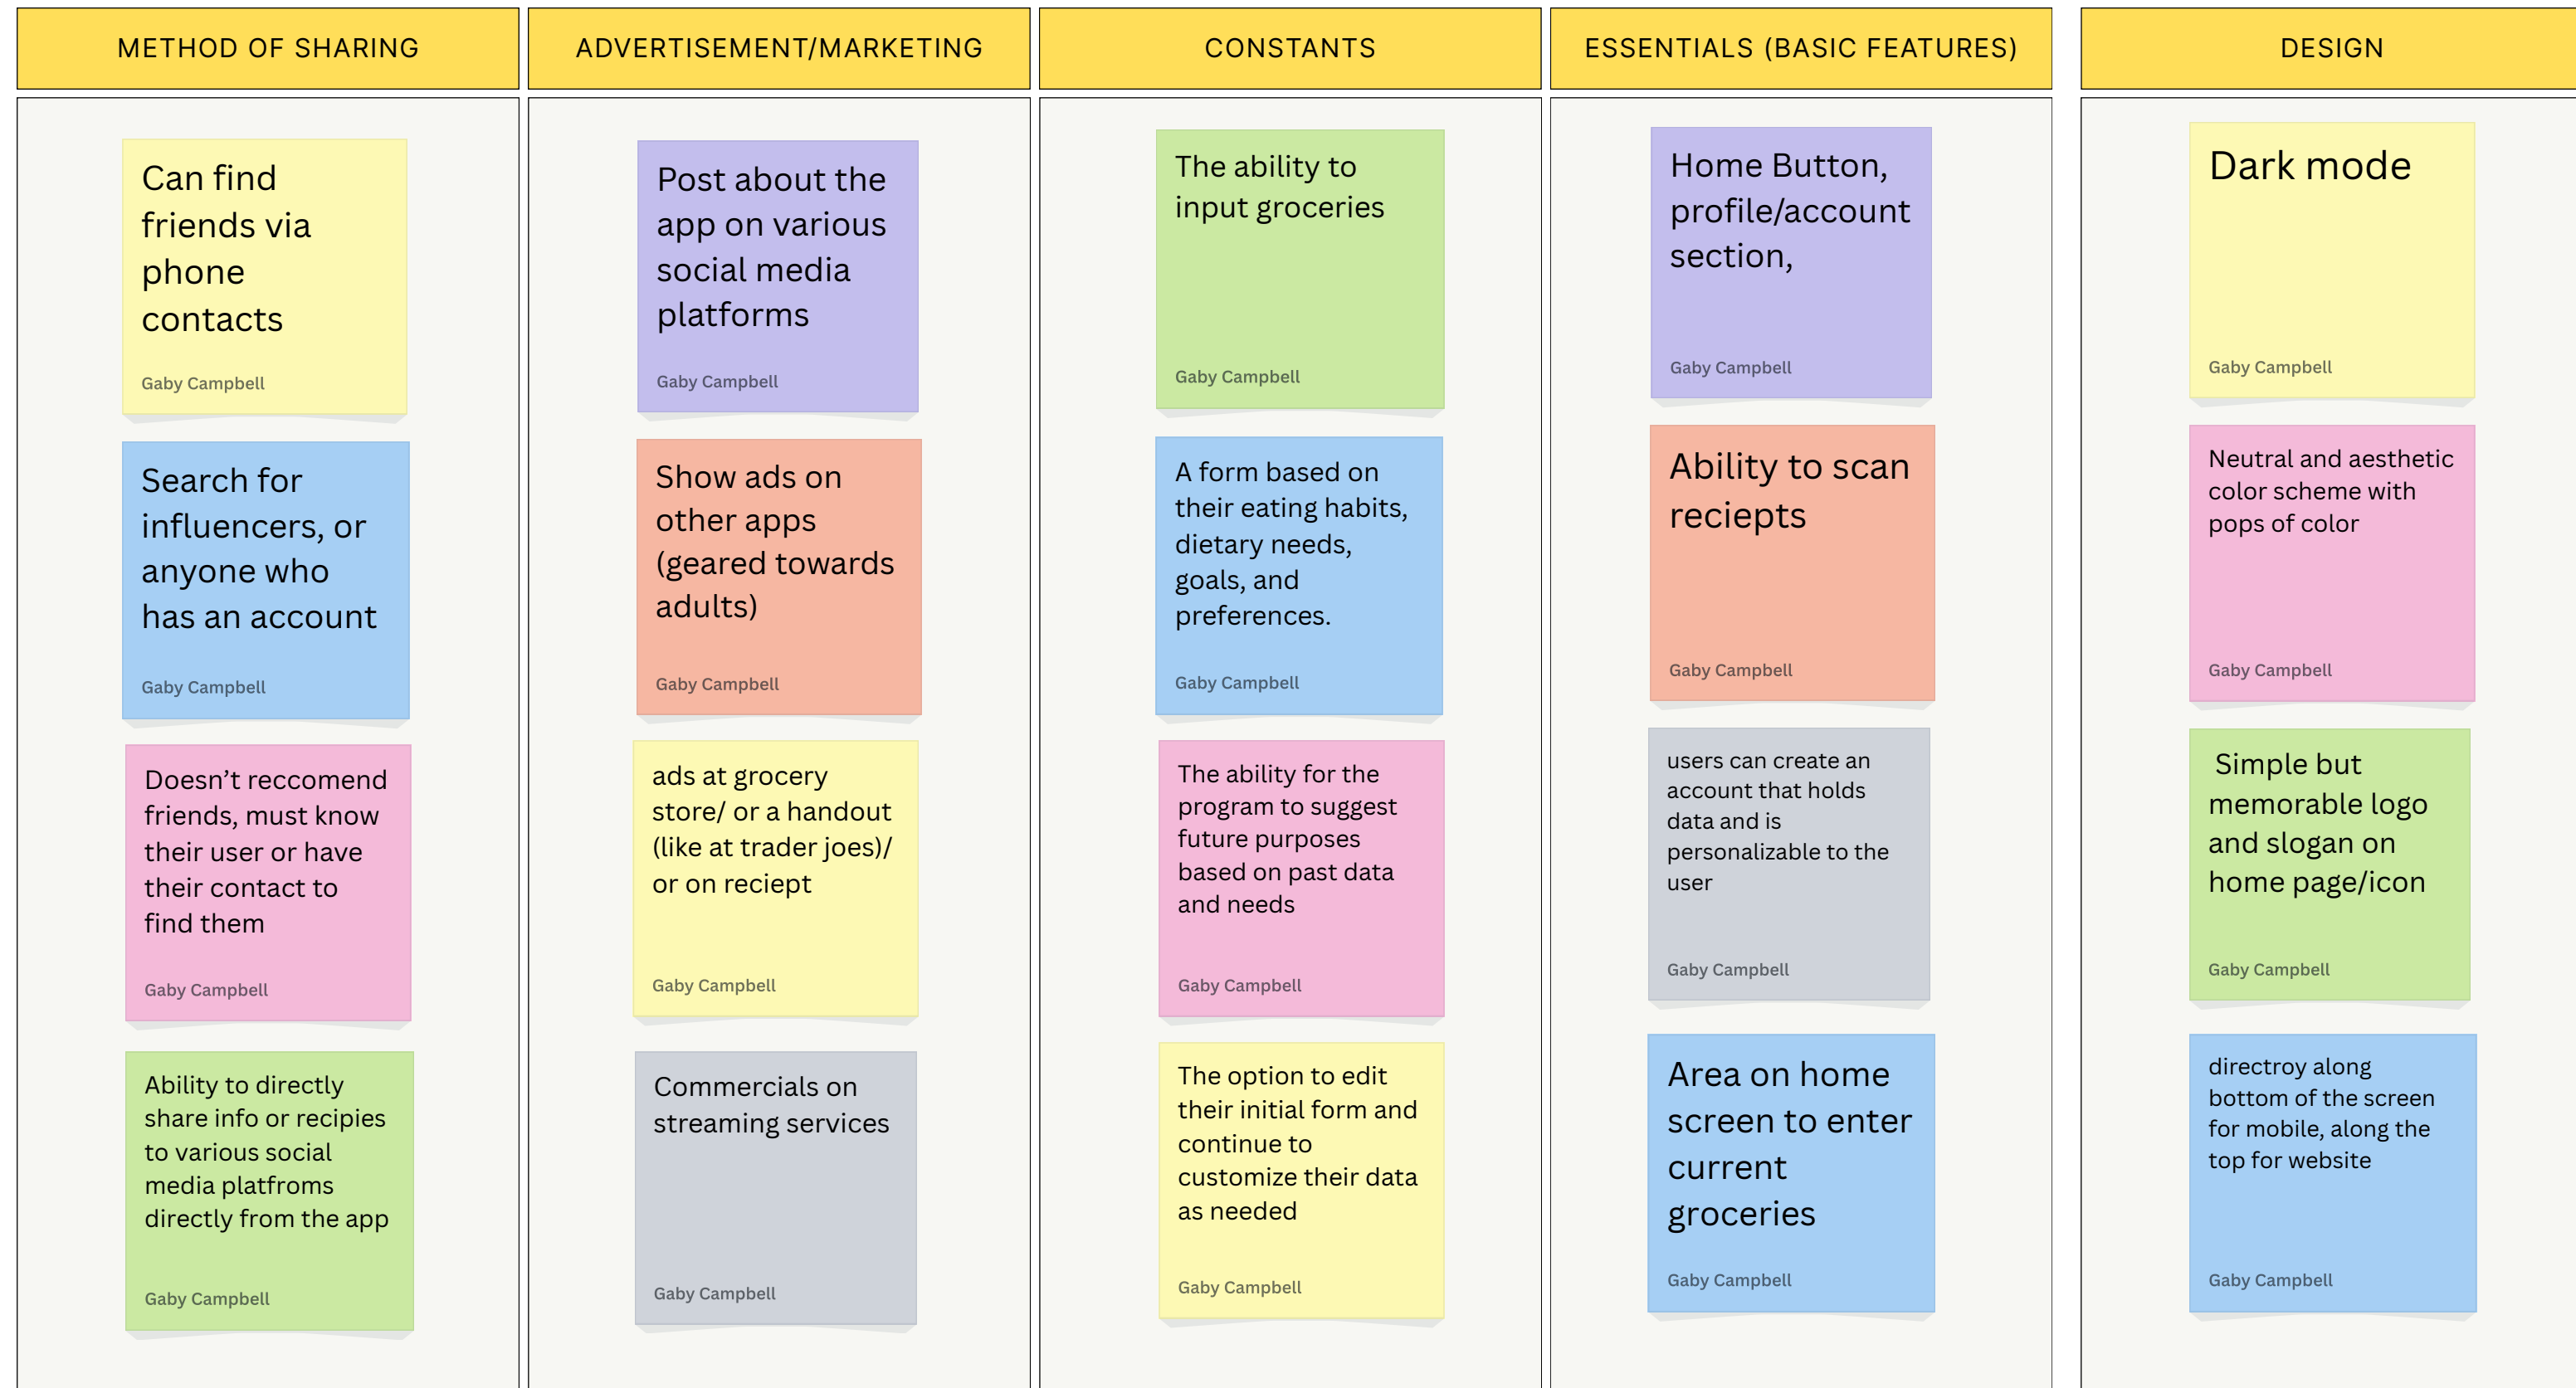 METHOD OF SHARING
Can find
friends via
phone
contacts
Gaby Campbell
Search for
influencers, or
anyone who
has an account
Gaby Campbell
Doesn’t reccomend
friends, must know
their user or have
their contact to
find them
Gaby Campbell
Ability to directly
share info or recipies
to various social
media platfroms
directly from the app
Gaby Campbell
ADVERTISEMENT/MARKETING
Post about the
app on various
social media
platforms
Gaby Campbell
Show ads on
other apps
(geared towards
adults)
Gaby Campbell
ads at grocery
store/ or a handout
(like at trader joes)/
or on reciept
Gaby Campbell
Commercials on
streaming services
Gaby Campbell
CONSTANTS
The ability to
input groceries
Gaby Campbell
A form based on
their eating habits,
dietary needs,
goals, and
preferences.
Gaby Campbell
The ability for the
program to suggest
future purposes
based on past data
and needs
Gaby Campbell
The option to edit
their initial form and
continue to
customize their data
as needed
Gaby Campbell
ESSENTIALS (BASIC FEATURES)
Home Button,
profile/account
section,
Gaby Campbell
Ability to scan
reciepts
Gaby Campbell
users can create an
account that holds
data and is
personalizable to the
user
Gaby Campbell
Area on home
screen to enter
current
groceries
Gaby Campbell
DESIGN
Dark mode
Gaby Campbell
Neutral and aesthetic
color scheme with
pops of color
Gaby Campbell
Simple but
memorable logo
and slogan on
home page/icon
Gaby Campbell
directroy along
bottom of the screen
for mobile, along the
top for website
Gaby Campbell